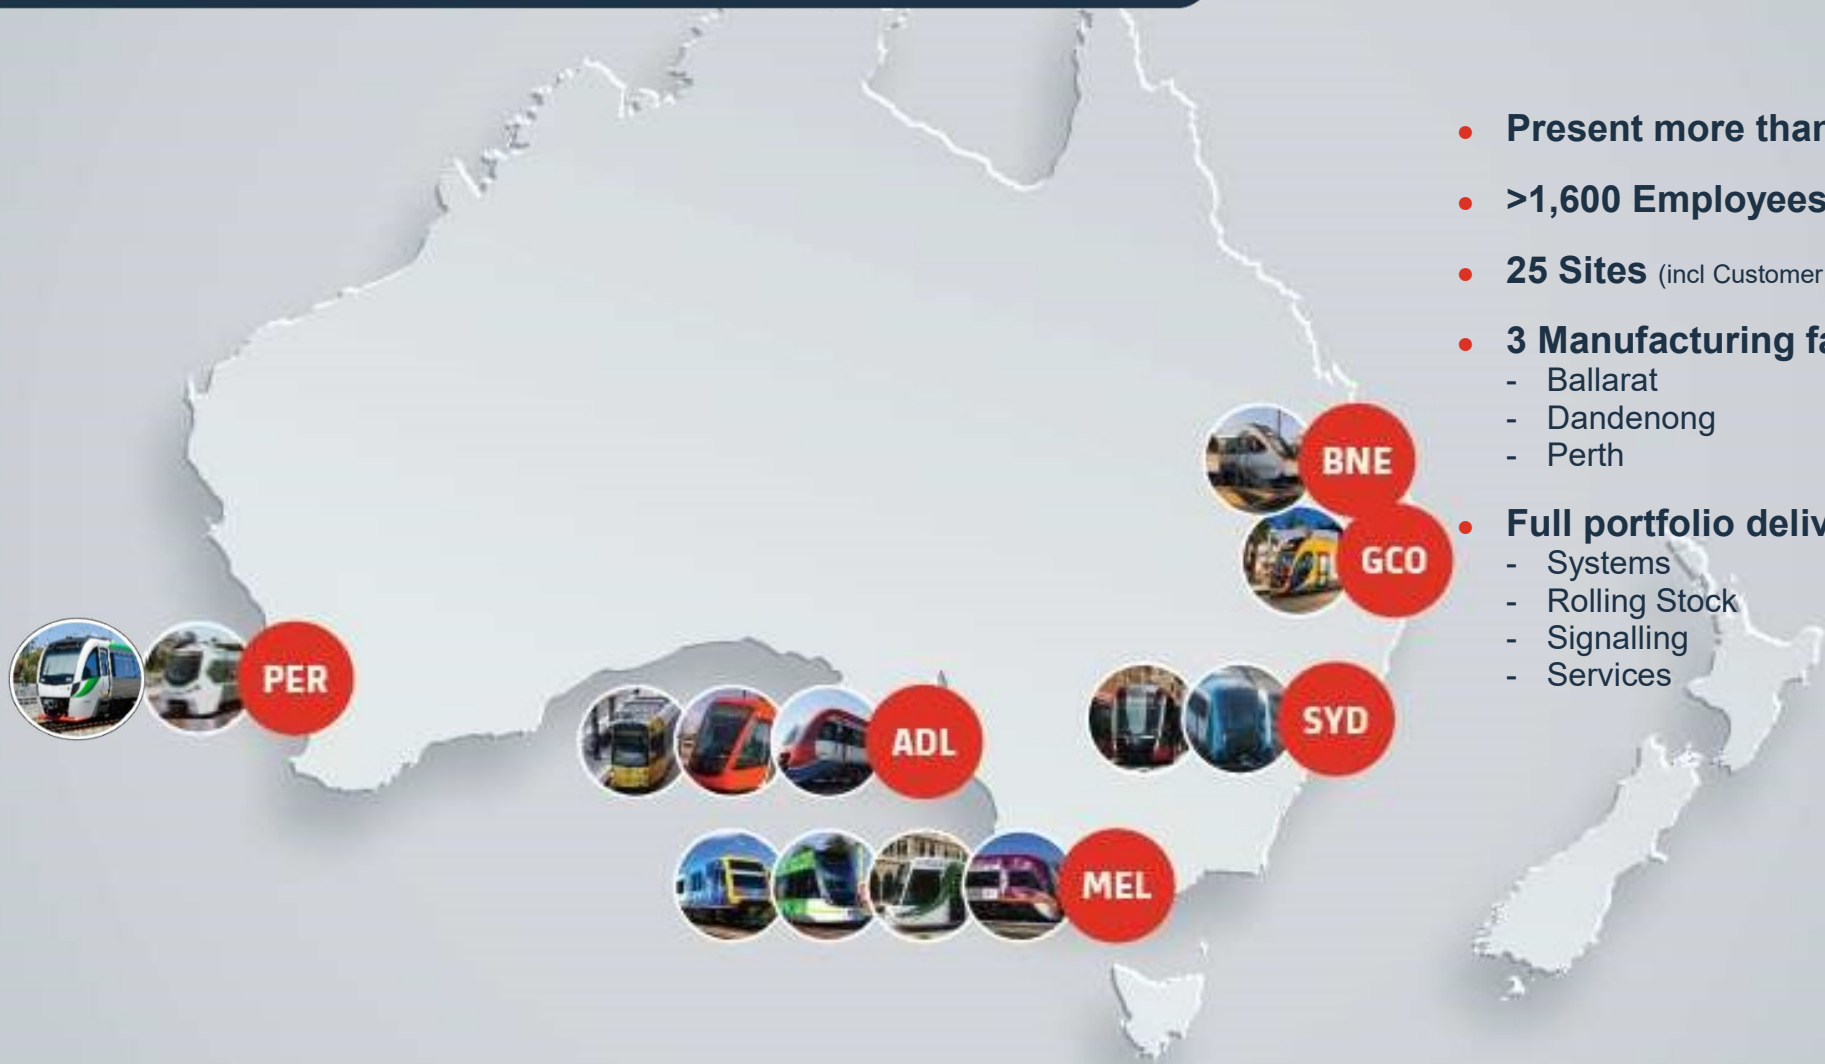 Present more than
>1,600 Employees
25 Sites (incl Customer
3 Manufacturing fa
- Ballarat
- Dandenong
- Perth
Full portfolio deliv
- Systems
- Rolling Stock
- Signalling
- Services
BNE
GCO
PER
ADL
SYD
MEL